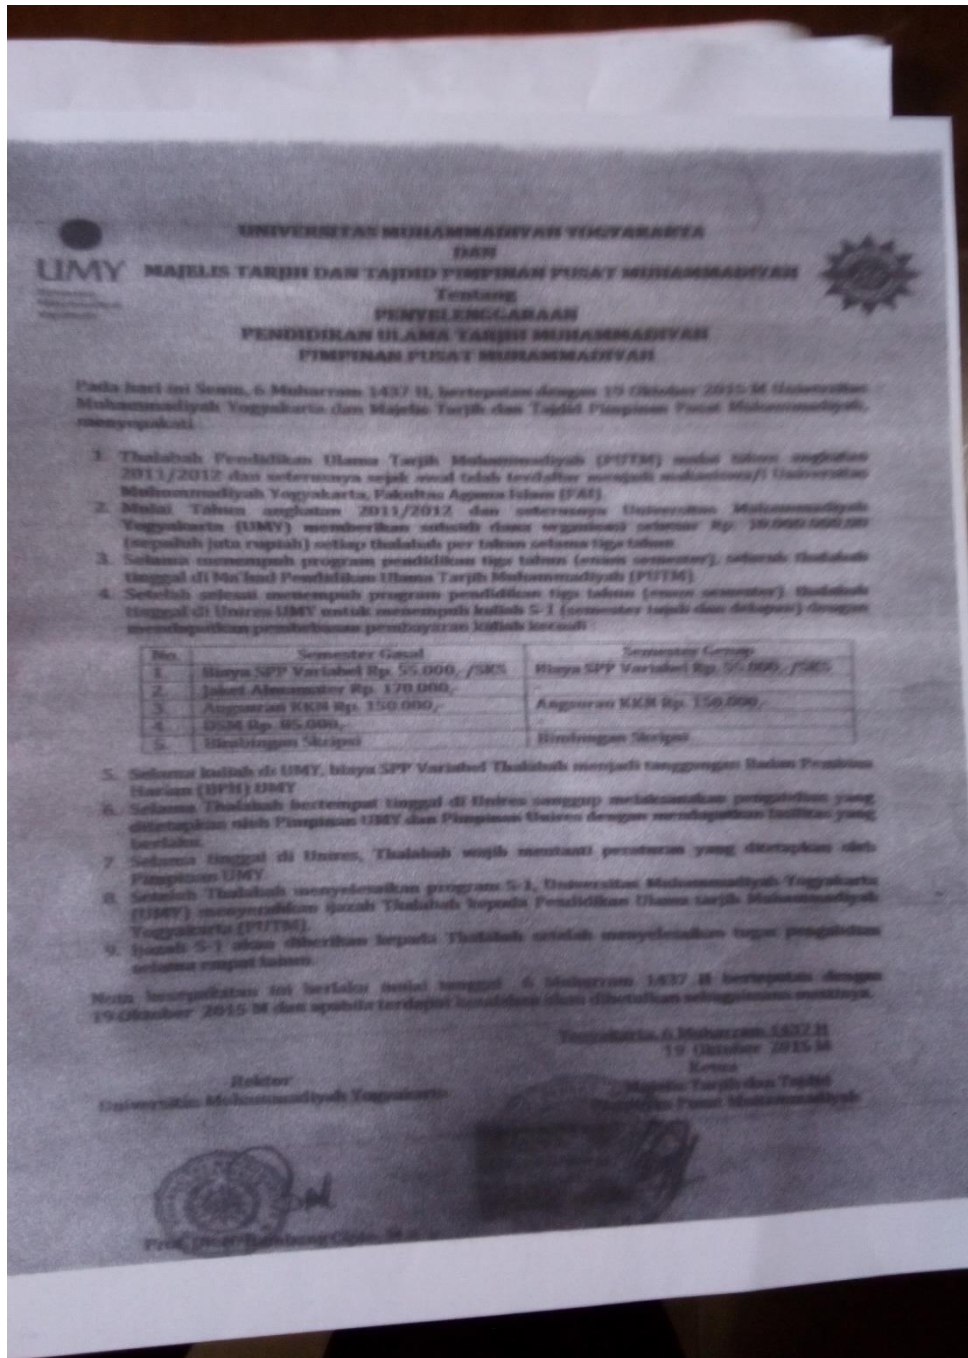 UNIVERSITAS MUHAMMADIYAH YOGYAKARTA
DAN
UMY
MAJELIS TARJIH DAN TAJDID PIMPINAN PUSAT MUHAMMADIYAH
Tentang
PENYELENGGARAAN
PENDIDIKAN ULAMA TARJIH MUHAMMADIYAH
PIMPINAN PUSAT MUHAMMADIYAH
Pada hari ini Senin, 6 Muharram 1437 H, bertepatan dengan 19 Oktober 2015 M Universitas
Muhammadiyah Yogyakarta dan Majelis Tarjih dan Tajdid Pimpinan Pusat Muhammadiyah,
menyepakati :
1. Thalabah Pendidikan Ulama Tarjih Muhammadiyah (PUTM) mulai tahun angkatan
2011/2012 dan seterusnya sejak awal telah terdaftar menjadi mahasiswa/i Universitas
Muhammadiyah Yogyakarta, Fakultas Agama Islam (FAI).
2. Mulai Tahun angkatan 2011/2012 dan seterusnya Universitas Muhammadiyah
Yogyakarta (UMY) memberikan subsidi dana organisasi sebesar Rp. 10.000.000,00
(sepuluh juta rupiah) setiap thalabah per tahun selama tiga tahun.
3. Selama menempuh program pendidikan tiga tahun (enam semester), seluruh thalabah
tinggal di Ma'had Pendidikan Ulama Tarjih Muhammadiyah (PUTM).
4. Setelah selesai menempuh program pendidikan tiga tahun (enam semester), thalabah
tinggal di Unires UMY untuk menempuh kuliah S-1 (semester tujuh dan delapan) dengan
mendapatkan pembebasan pembayaran kuliah kecuali :
No. Semester Gasal Semester Genap
1. Biaya SPP Variabel Rp. 55.000,-/SKS Biaya SPP Variabel Rp. 55.000,-/SKS
2. Jaket Almamater Rp. 170.000,- -
3. Angsuran KKN Rp. 150.000,- Angsuran KKN Rp. 150.000,-
4. DSM Rp. 85.000,-
5. Bimbingan Skripsi Bimbingan Skripsi
5. Selama kuliah di UMY, biaya SPP Variabel Thalabah menjadi tanggungan Badan Pembina
Harian (BPH) UMY
6. Selama Thalabah bertempat tinggal di Unires sanggup melaksanakan pengabdian yang
ditetapkan oleh Pimpinan UMY dan Pimpinan Unires dengan mendapatkan fasilitas yang
berlaku.
7. Selama tinggal di Unires, Thalabah wajib mentaati peraturan yang ditetapkan oleh
Pimpinan UMY.
8. Setelah Thalabah menyelesaikan program S-1, Universitas Muhammadiyah Yogyakarta
(UMY) menyerahkan ijazah Thalabah kepada Pendidikan Ulama tarjih Muhammadiyah
Yogyakarta (PUTM).
9. Ijazah S-1 akan diberikan kepada Thalabah setelah menyelesaikan tugas pengabdian
selama empat tahun.
Nota kesepakatan ini berlaku mulai tanggal 6 Muharram 1437 H bertepatan dengan
19 Oktober 2015 M dan apabila terdapat kesalahan akan dibetulkan sebagaimana mestinya.
Yogyakarta, 6 Muharram 1437 H
19 Oktober 2015 M
Rektor
Universitas Muhammadiyah Yogyakarta
Ketua
Majelis Tarjih dan Tajdid
Pimpinan Pusat Muhammadiyah
Bambang Cipto, M.A